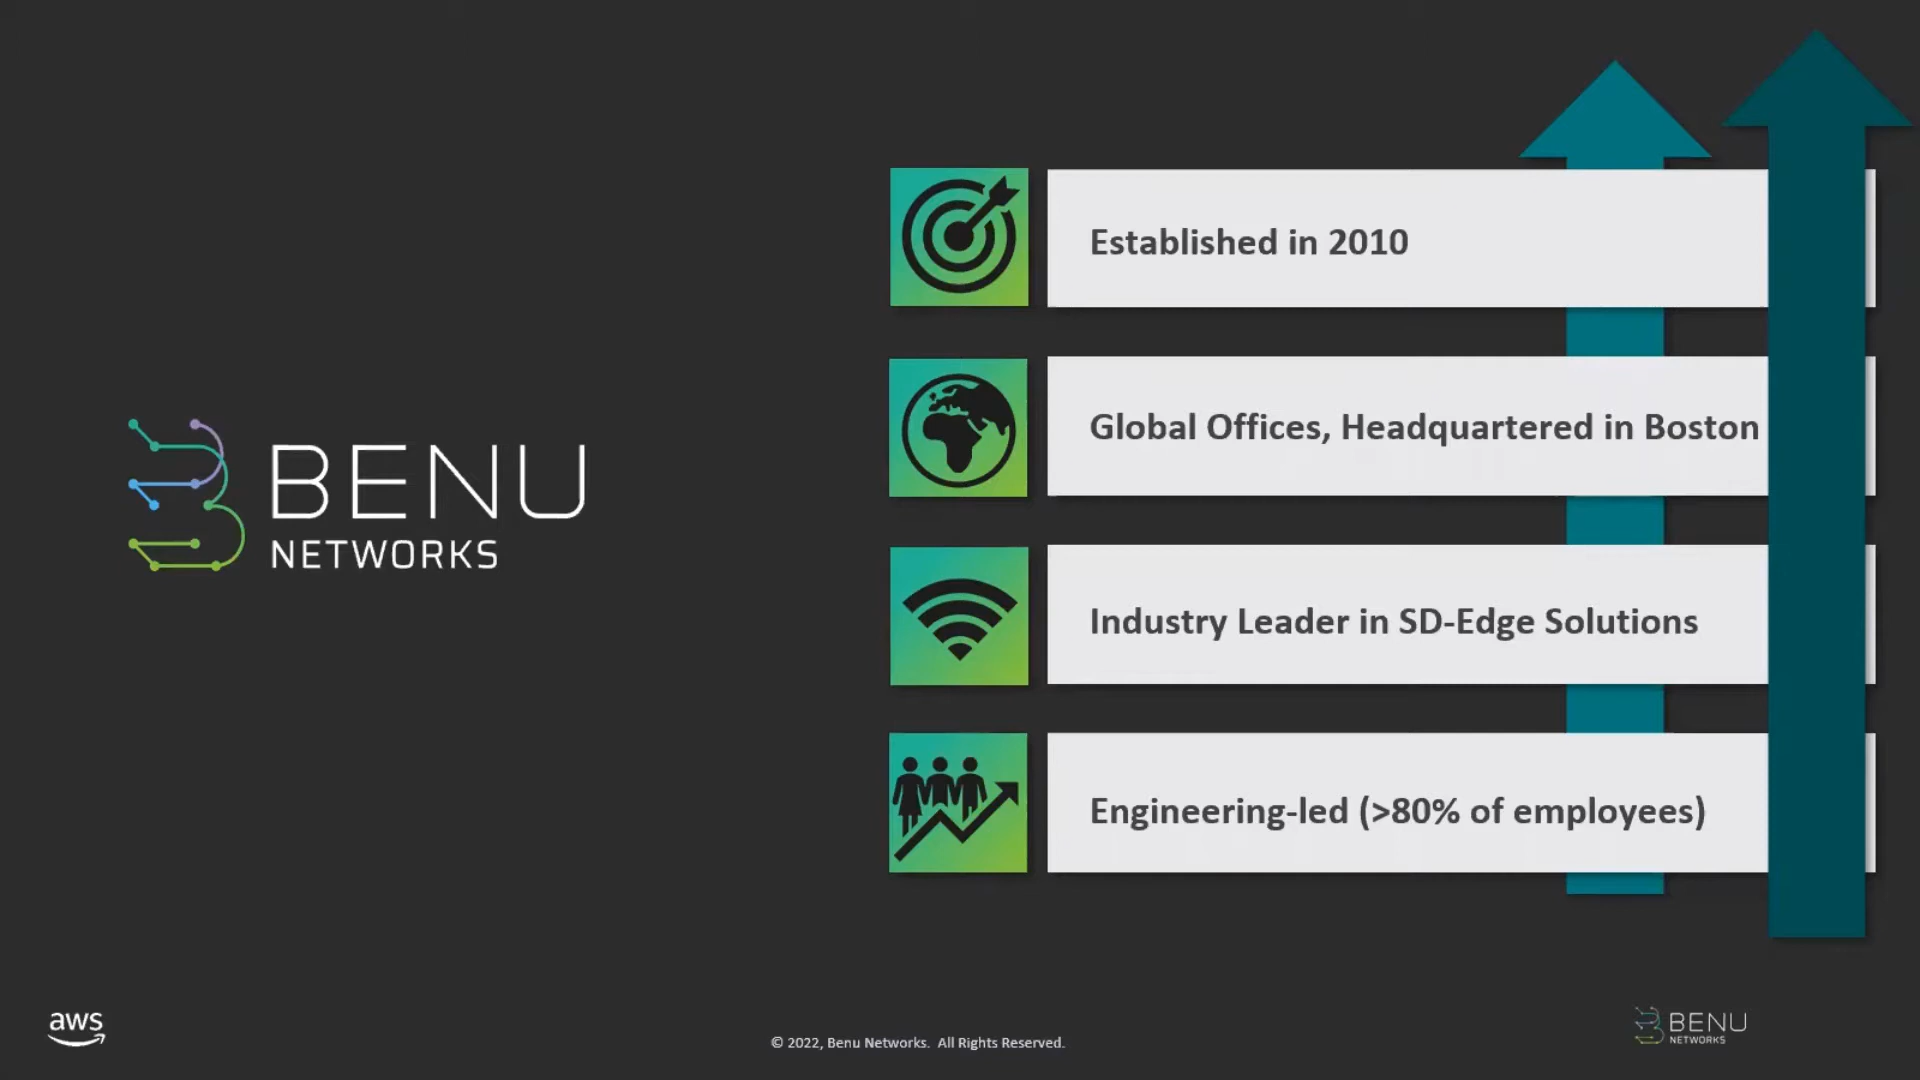 Established in 2010
Global Offices, Headquartered in Boston
BENU
NETWORKS
Industry Leader in SD-Edge Solutions
Engineering-led (>80% of employees)
aws
© 2022, Benu Networks. All Rights Reserved.
BENU
NETWORKS